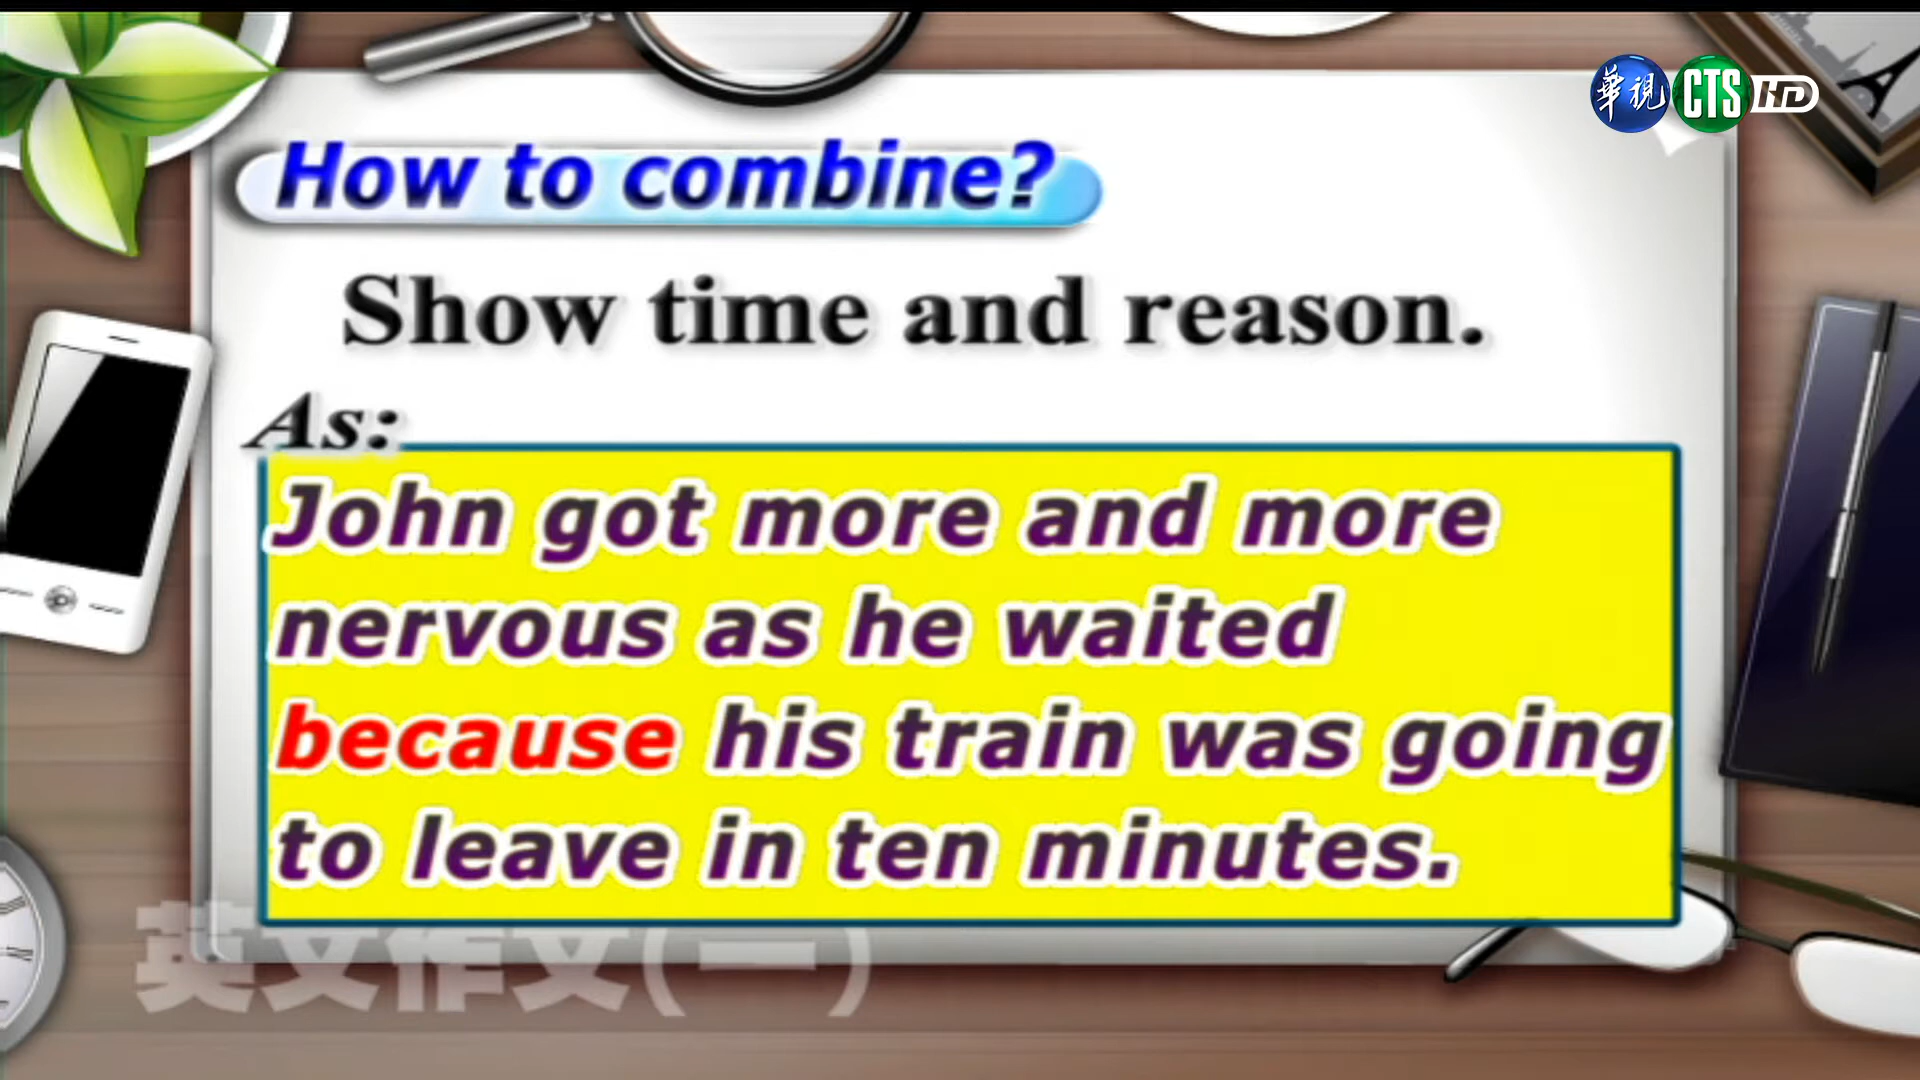 華視 CTS HD
How to combine?
Show time and reason.
As:
John got more and more
nervous as he waited
because his train was going
to leave in ten minutes.
英文作文(一)